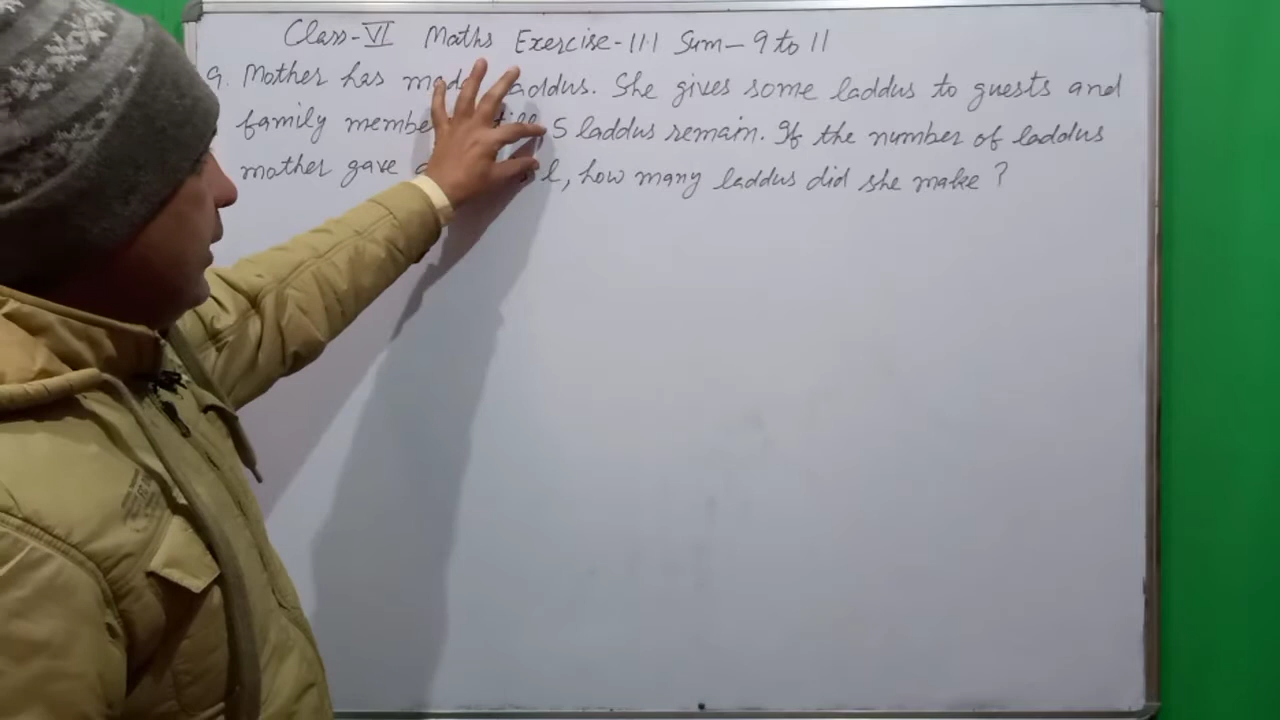 Class-VI Maths Exercise-11.1 Sum-9 to 11
9. Mother has made laddus. She gives some laddus to guests and
family members, still 5 laddus remain. If the number of laddus
mother gave, how many laddus did she make ?